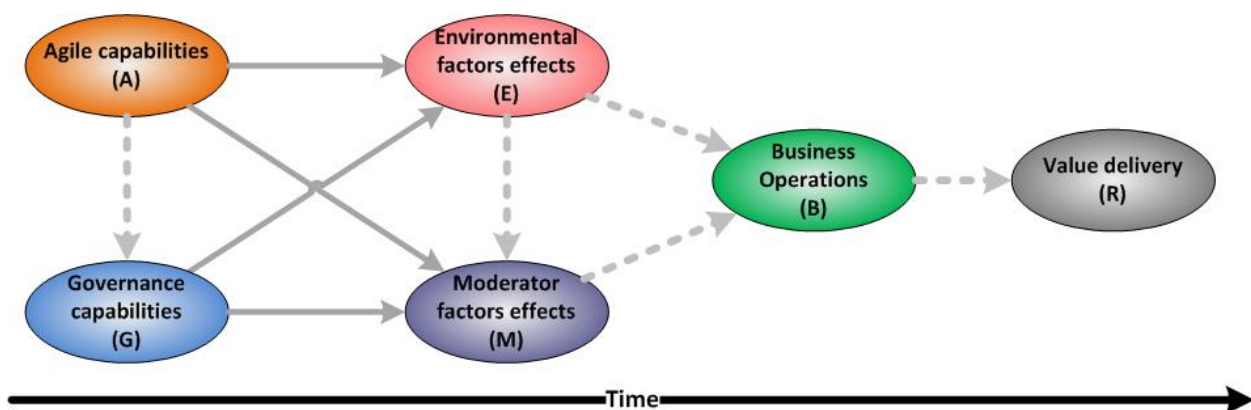 Agile capabilities
(A)
Environmental
factors effects
(E)
Business
Operations
(B)
Value delivery
(R)
Governance
capabilities
(G)
Moderator
factors effects
(M)
Time